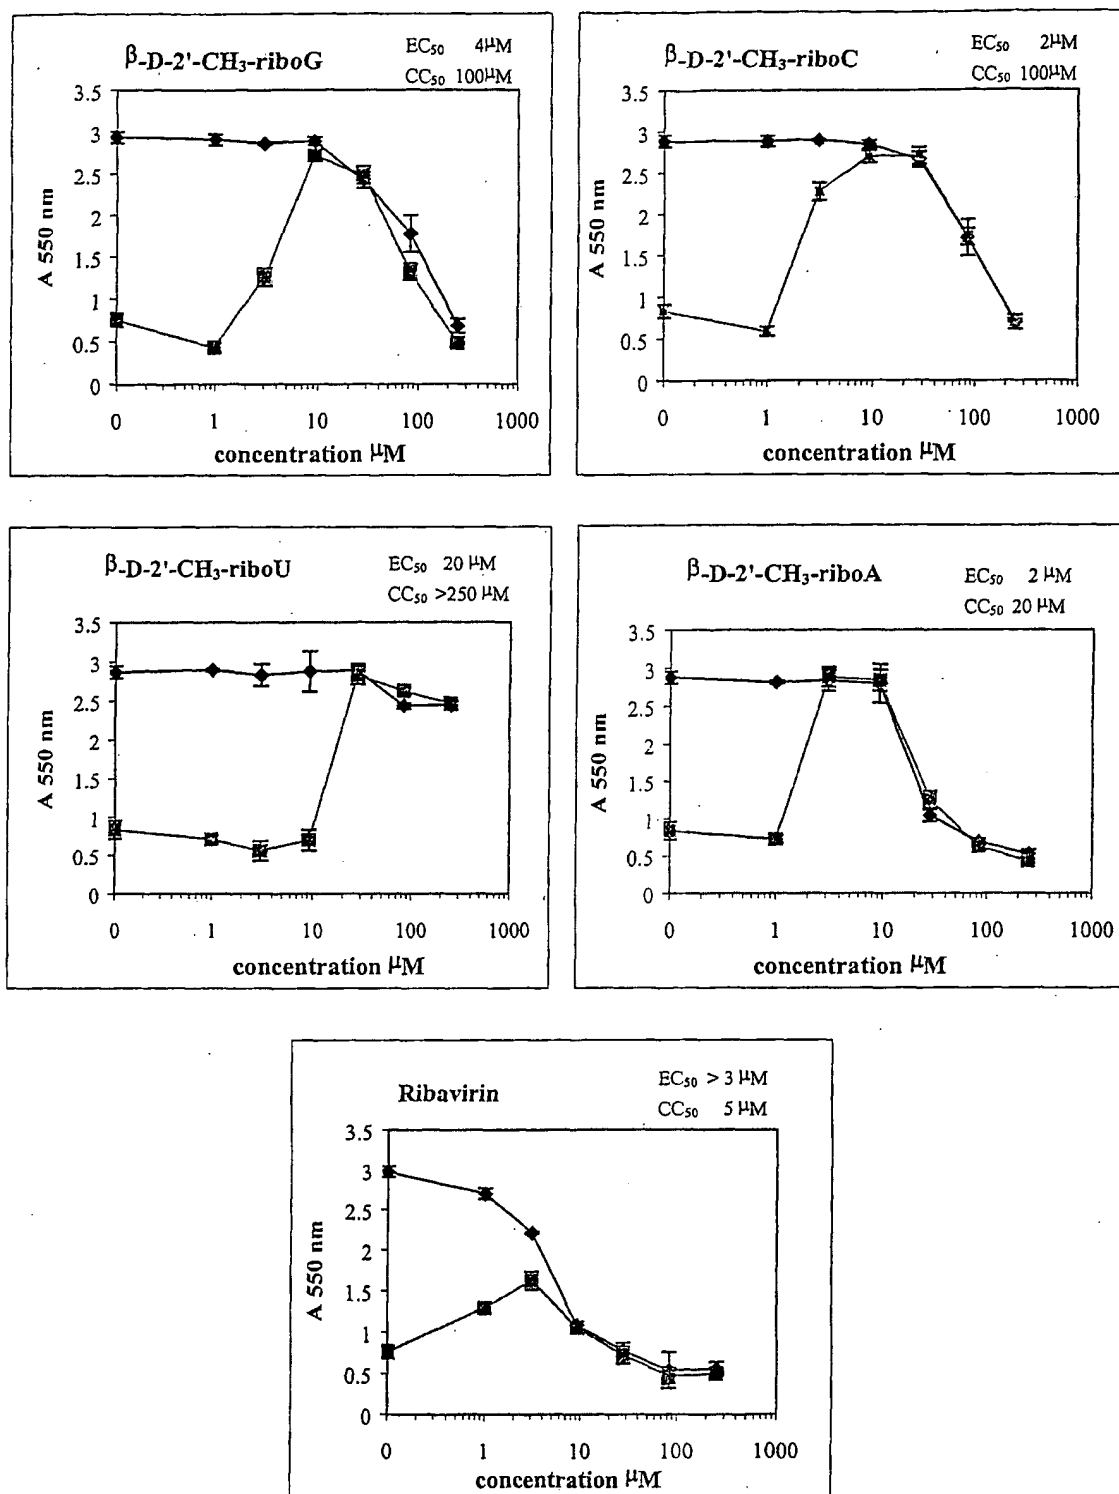 β-D-2'-CH₃-riboG
EC₅₀ 4μM
CC₅₀ 100μM
3.5
3
2.5
2
1.5
1
0.5
0
A 550 nm
0 1 10 100 1000
concentration μM
β-D-2'-CH₃-riboC
EC₅₀ 2μM
CC₅₀ 100μM
3.5
3
2.5
2
1.5
1
0.5
0
A 550 nm
0 1 10 100 1000
concentration μM
β-D-2'-CH₃-riboU
EC₅₀ 20 μM
CC₅₀ >250 μM
3.5
3
2.5
2
1.5
1
0.5
0
A 550 nm
0 1 10 100 1000
concentration μM
β-D-2'-CH₃-riboA
EC₅₀ 2 μM
CC₅₀ 20 μM
3.5
3
2.5
2
1.5
1
0.5
0
A 550 nm
0 1 10 100 1000
concentration μM
Ribavirin
EC₅₀ > 3 μM
CC₅₀ 5 μM
3.5
3
2.5
2
1.5
1
0.5
0
A 550 nm
0 1 10 100 1000
concentration μM